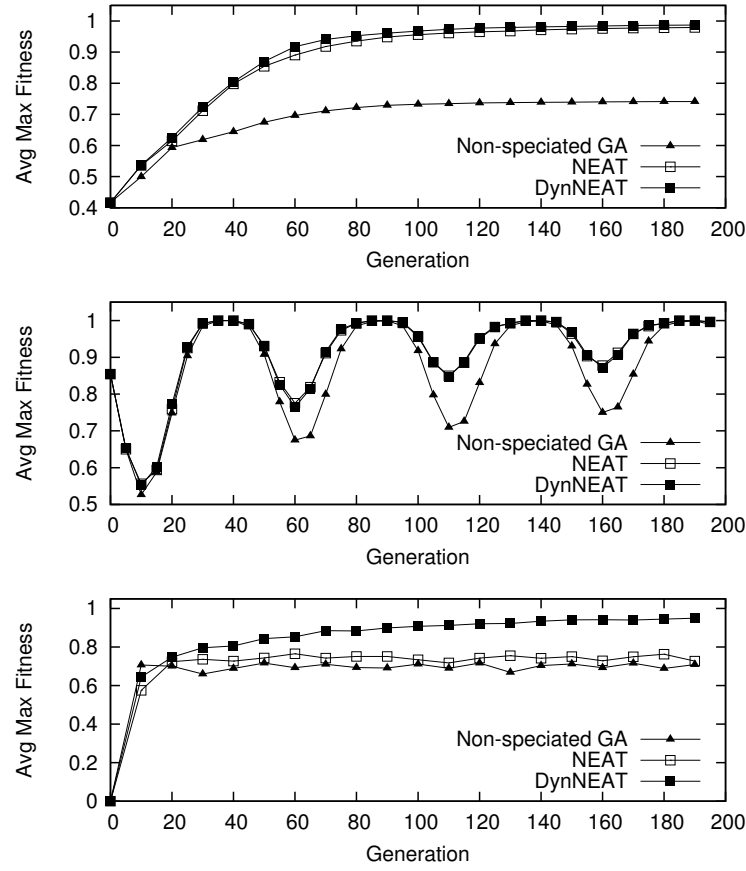 1
0.9
0.8
0.7
0.6
0.5
0.4
Avg Max Fitness
Non-speciated GA
NEAT
DynNEAT
0 20 40 60 80 100 120 140 160 180 200
Generation
1
0.9
0.8
0.7
0.6
0.5
Avg Max Fitness
Non-speciated GA
NEAT
DynNEAT
0 20 40 60 80 100 120 140 160 180 200
Generation
1
0.8
0.6
0.4
0.2
0
Avg Max Fitness
Non-speciated GA
NEAT
DynNEAT
0 20 40 60 80 100 120 140 160 180 200
Generation